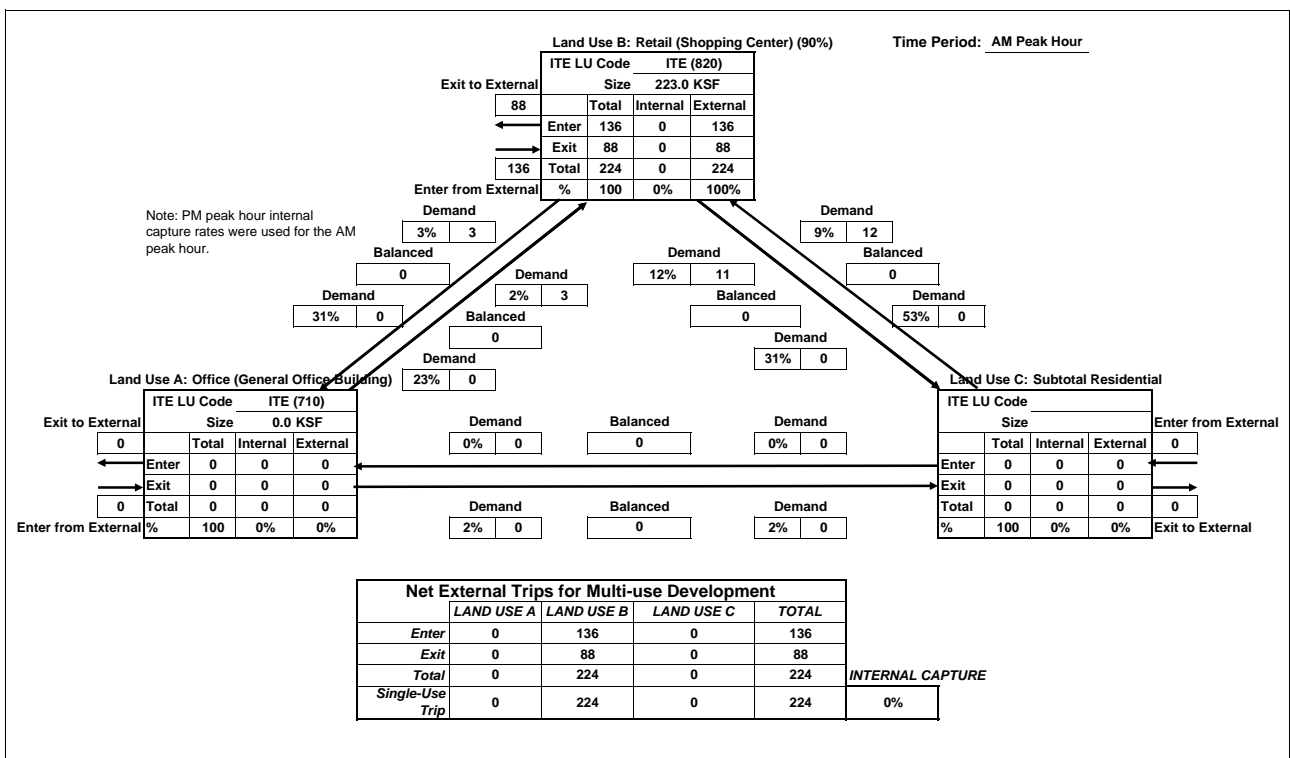 Land Use B: Retail (Shopping Center) (90%)
Time Period: AM Peak Hour
ITE LU Code ITE (820)
Exit to External Size 223.0 KSF
88 Total Internal External
Enter 136 0 136
Exit 88 0 88
136 Total 224 0 224
Enter from External % 100 0% 100%
Note: PM peak hour internal
capture rates were used for the AM
peak hour.
Demand
3% 3
Balanced
0
Demand
31% 0
Demand
2% 3
Balanced
0
Demand
23% 0
Demand
12% 11
Balanced
0
Demand
31% 0
Demand
9% 12
Balanced
0
Demand
53% 0
Land Use A: Office (General Office Building)
ITE LU Code ITE (710)
Exit to External Size 0.0 KSF
0 Total Internal External
Enter 0 0 0
Exit 0 0 0
0 Total 0 0 0
Enter from External % 100 0% 0%
Demand Balanced Demand
0% 0 0 0% 0
Demand Balanced Demand
2% 0 0 2% 0
Land Use C: Subtotal Residential
ITE LU Code
Size Enter from External
Total Internal External 0
Enter 0 0 0
Exit 0 0 0
Total 0 0 0 0
% 100 0% 0% Exit to External
Net External Trips for Multi-use Development
LAND USE A LAND USE B LAND USE C TOTAL
Enter 0 136 0 136
Exit 0 88 0 88
Total 0 224 0 224 INTERNAL CAPTURE
Single-Use
Trip 0 224 0 224 0%